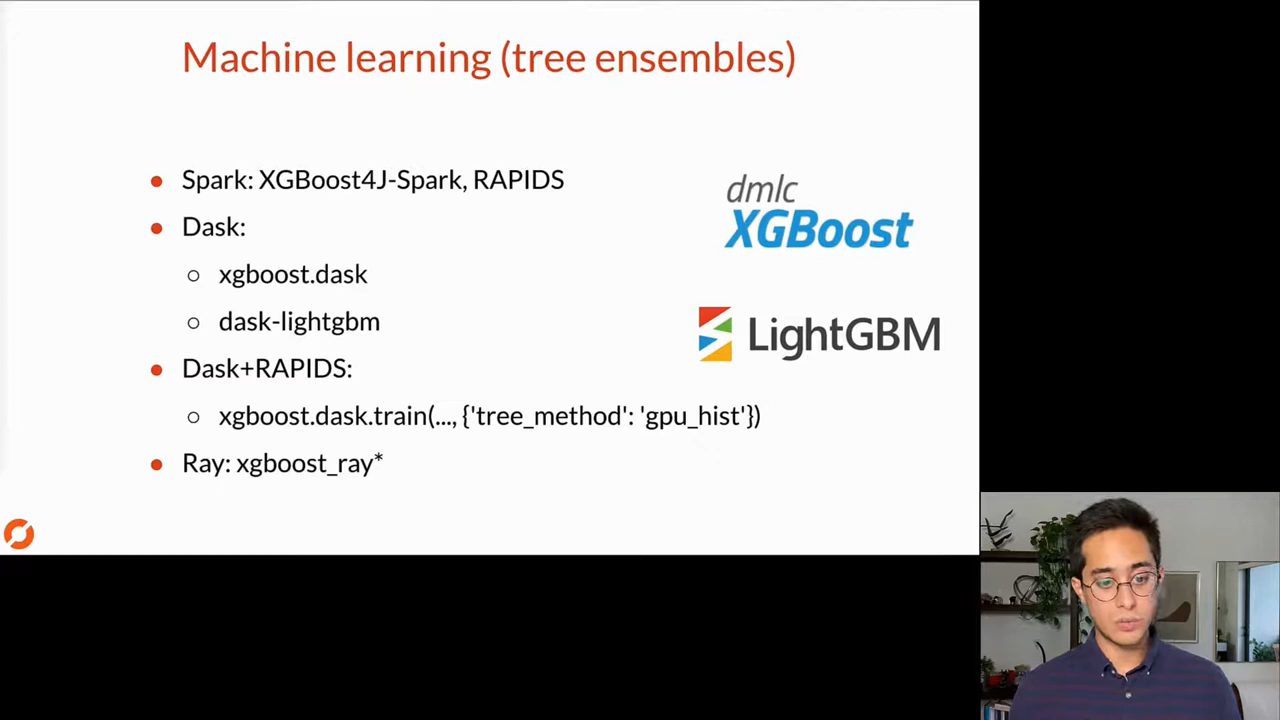 Machine learning (tree ensembles)
Spark: XGBoost4J-Spark, RAPIDS
Dask:
xgboost.dask
dask-lightgbm
Dask+RAPIDS:
xgboost.dask.train(..., {'tree_method': 'gpu_hist'})
Ray: xgboost_ray*
dmlc
XGBoost
LightGBM